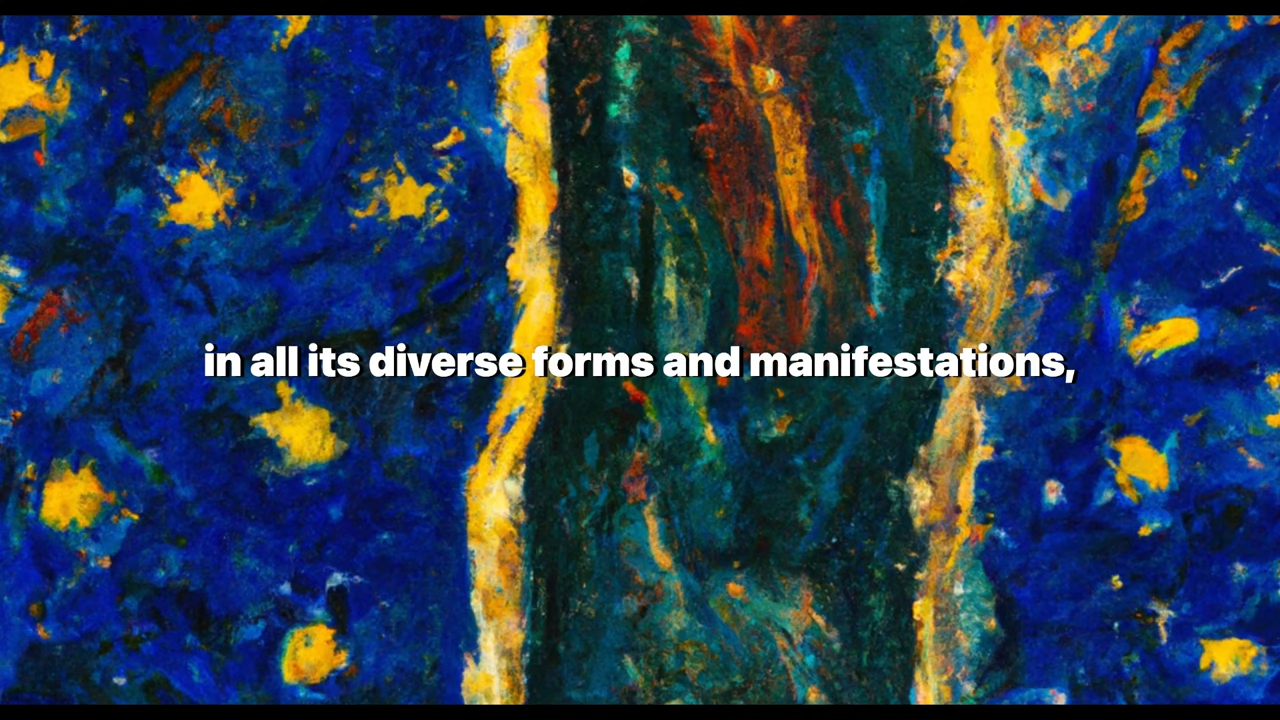 in all its diverse forms and manifestations,